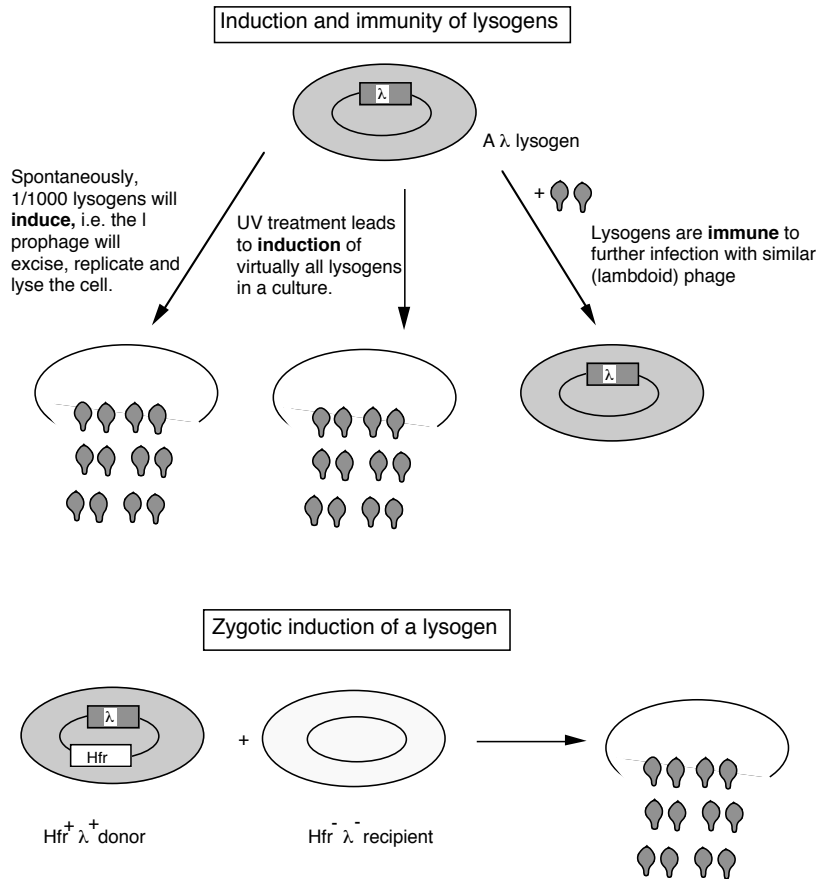 Induction and immunity of lysogens
λ
A λ lysogen
Spontaneously,
1/1000 lysogens will
induce, i.e. the l
prophage will
excise, replicate and
lyse the cell.
UV treatment leads
to induction of
virtually all lysogens
in a culture.
+
Lysogens are immune to
further infection with similar
(lambdoid) phage
λ
Zygotic induction of a lysogen
λ
Hfr
+
Hfr+ λ+ donor
Hfr- λ- recipient